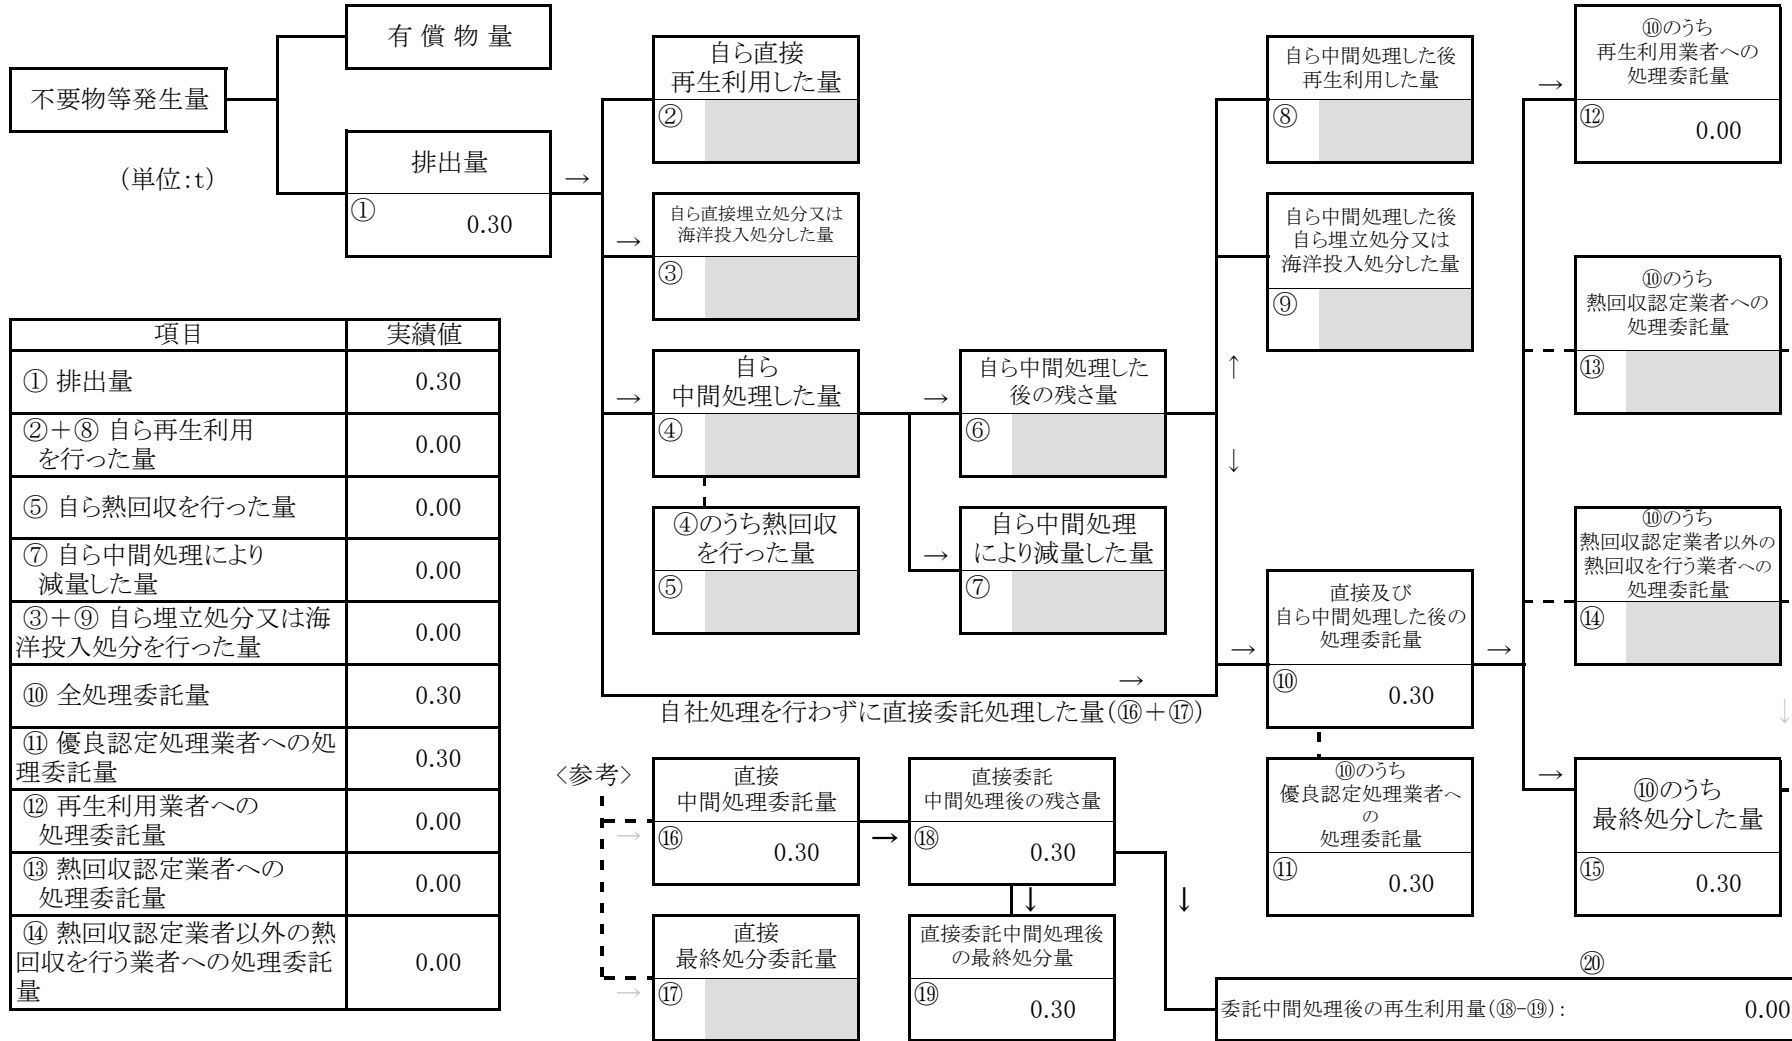 不要物等発生量
(単位:t)
有 償 物 量
排出量
①
0.30
→
自ら直接
再生利用した量
②
→
自ら直接埋立処分又は
海洋投入処分した量
③
→
自ら
中間処理した量
④
④のうち熱回収
を行った量
⑤
→
自ら中間処理した
後の残さ量
⑥
→
自ら中間処理
により減量した量
⑦
自ら中間処理した後
再生利用した量
⑧
自ら中間処理した後
自ら埋立処分又は
海洋投入処分した量
⑨
↑
↓
→
直接及び
自ら中間処理した後の
処理委託量
⑩
0.30
→
→
自社処理を行わずに直接委託処理した量(⑯+⑰)
⑩のうち
優良認定処理業者へ
の
処理委託量
⑪
0.30
→
⑩のうち
再生利用業者への
処理委託量
⑫
0.00
⑩のうち
熱回収認定業者への
処理委託量
⑬
⑩のうち
熱回収認定業者以外の
熱回収を行う業者への
処理委託量
⑭
↓
→
⑩のうち
最終処分した量
⑮
0.30
項目 実績値
① 排出量 0.30
②+⑧ 自ら再生利用
を行った量 0.00
⑤ 自ら熱回収を行った量 0.00
⑦ 自ら中間処理により
減量した量 0.00
③+⑨ 自ら埋立処分又は海
洋投入処分を行った量 0.00
⑩ 全処理委託量 0.30
⑪ 優良認定処理業者への処
理委託量 0.30
⑫ 再生利用業者への
処理委託量 0.00
⑬ 熱回収認定業者への
処理委託量 0.00
⑭ 熱回収認定業者以外の熱
回収を行う業者への処理委託
量 0.00
〈参考〉
→
直接
中間処理委託量
⑯
0.30
→
直接委託
中間処理後の残さ量
⑱
0.30
↓
↓
→
直接
最終処分委託量
⑰
直接委託中間処理後
の最終処分量
⑲
0.30
⑳
委託中間処理後の再生利用量(⑱-⑲): 0.00